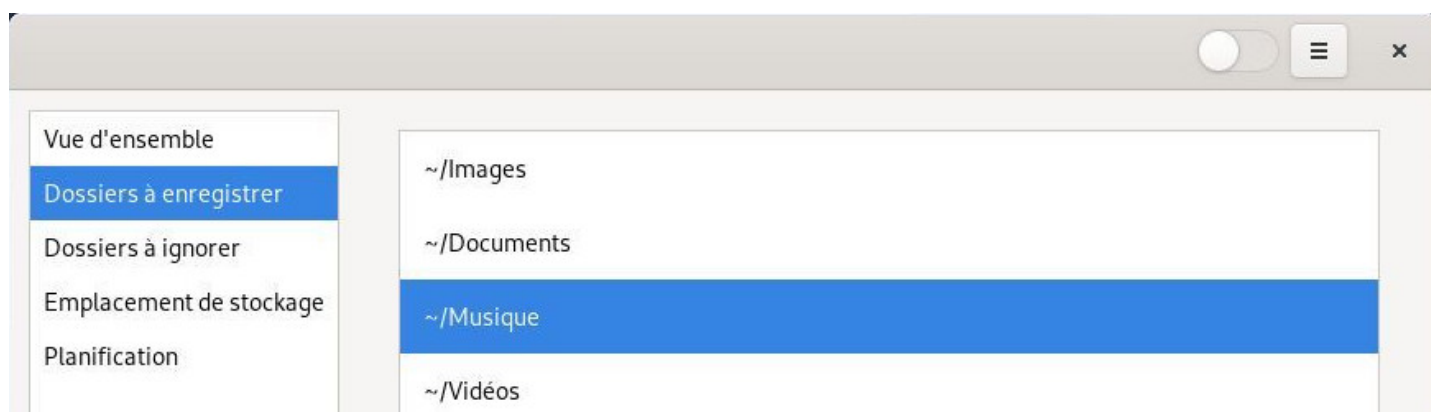 Vue d'ensemble
Dossiers à enregistrer
Dossiers à ignorer
Emplacement de stockage
Planification
~/Images
~/Documents
~/Musique
~/Vidéos